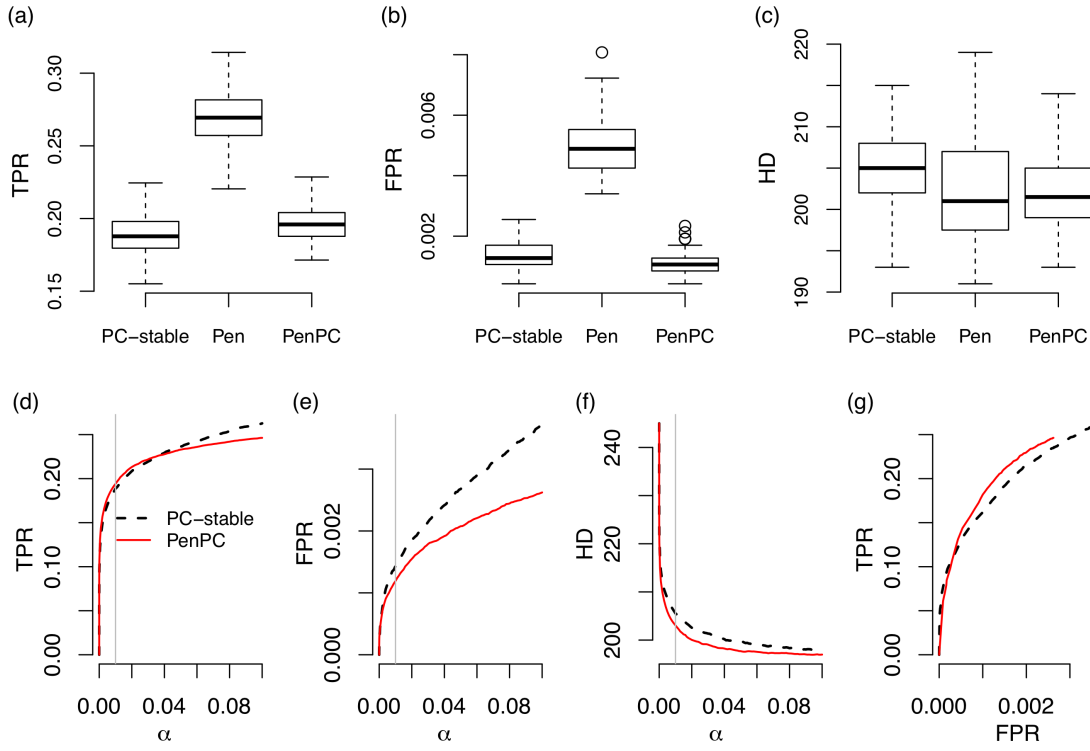 (a)
TPR
0.15 0.20 0.25 0.30
PC−stable Pen PenPC
(b)
FPR
0.002 0.006
PC−stable Pen PenPC
(c)
HD
190 200 210 220
PC−stable Pen PenPC
(d)
TPR
0.00 0.10 0.20
PC−stable
PenPC
0.00 0.04 0.08
α
(e)
FPR
0.000 0.002
0.00 0.04 0.08
α
(f)
HD
200 220 240
0.00 0.04 0.08
α
(g)
TPR
0.00 0.10 0.20
0.000 0.002
FPR